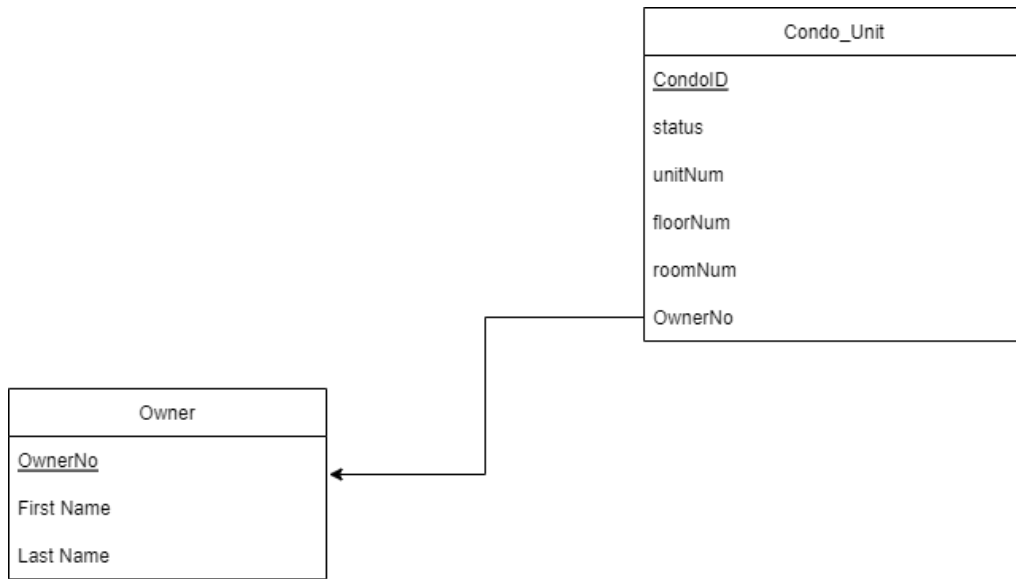 Condo_Unit
CondoID
status
unitNum
floorNum
roomNum
OwnerNo
Owner
OwnerNo
First Name
Last Name